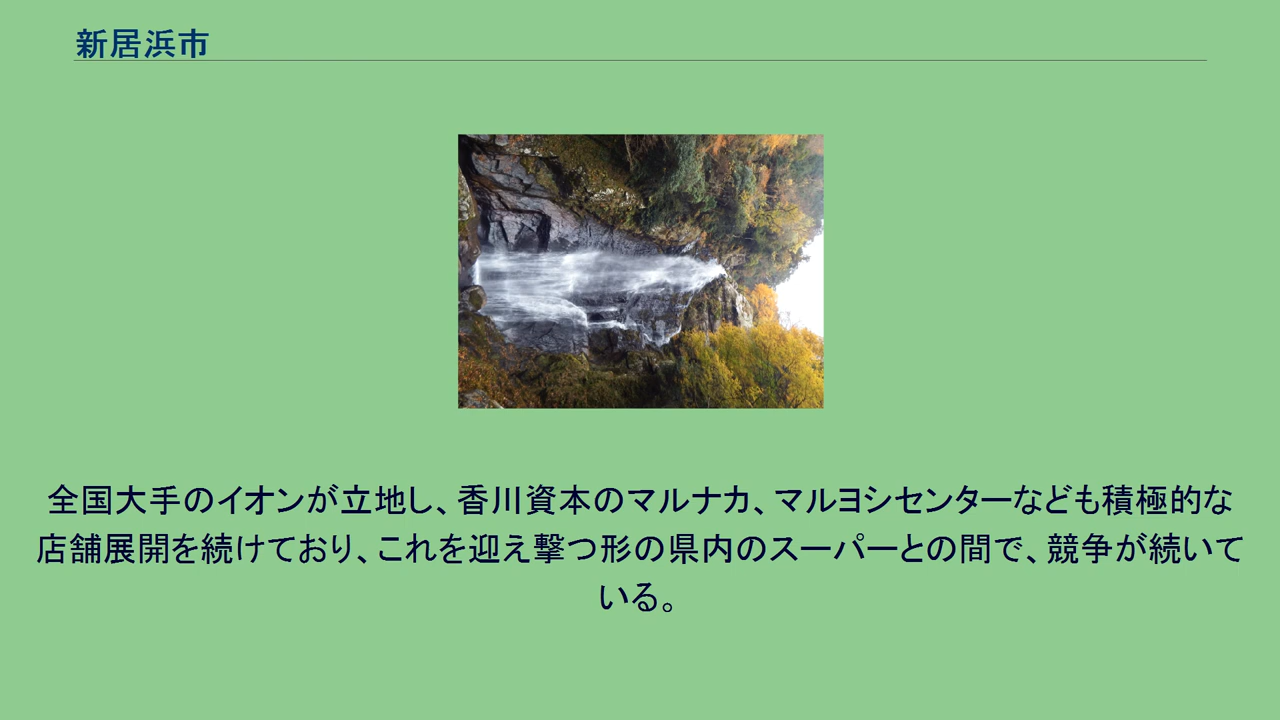 新居浜市
全国大手のイオンが立地し、香川資本のマルナカ、マルヨシセンターなども積極的な
店舗展開を続けており、これを迎え撃つ形の県内のスーパーとの間で、競争が続いて
いる。